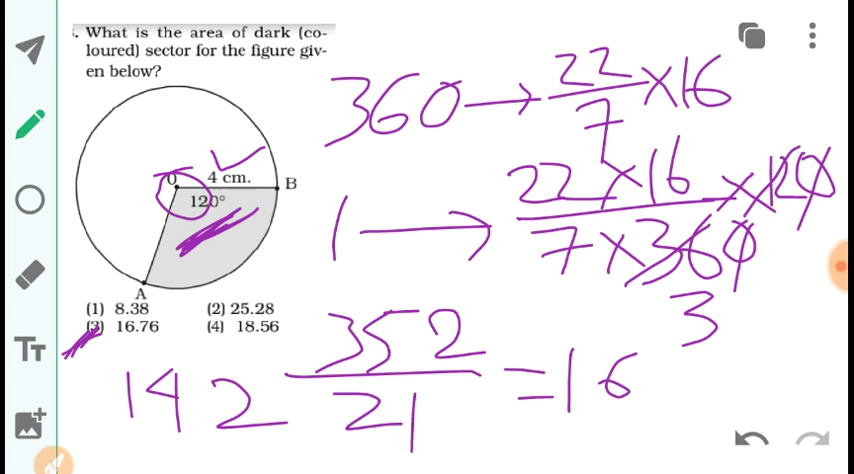 . What is the area of dark (co-
loured) sector for the figure giv-
en below?
O 4 cm. B
120°
A
(1) 8.38 (2) 25.28
(3) 16.76 (4) 18.56
360 → 22/7 × 16
1 → 22 × 16 × 120 / 7 × 360
3
142 352/21 = 16
TT